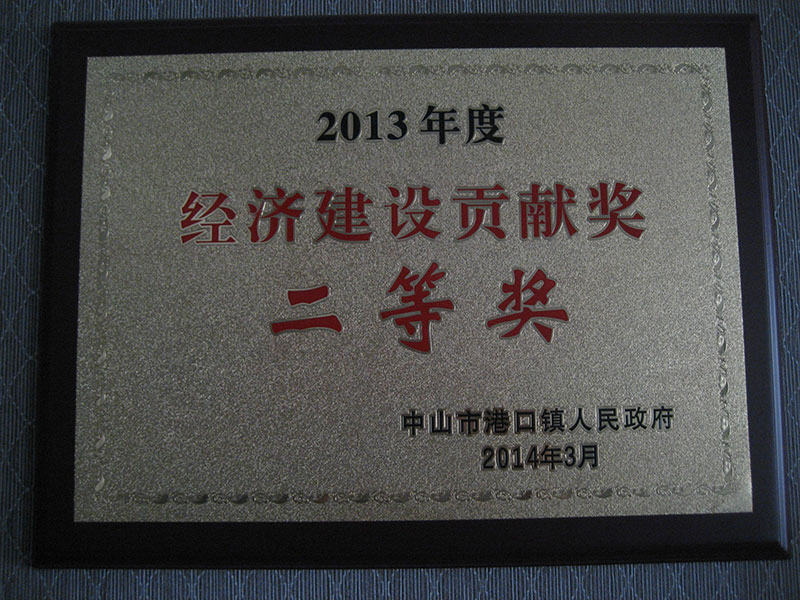 2013年度
经济建设贡献奖
二等奖
中山市港口镇人民政府
2014年3月